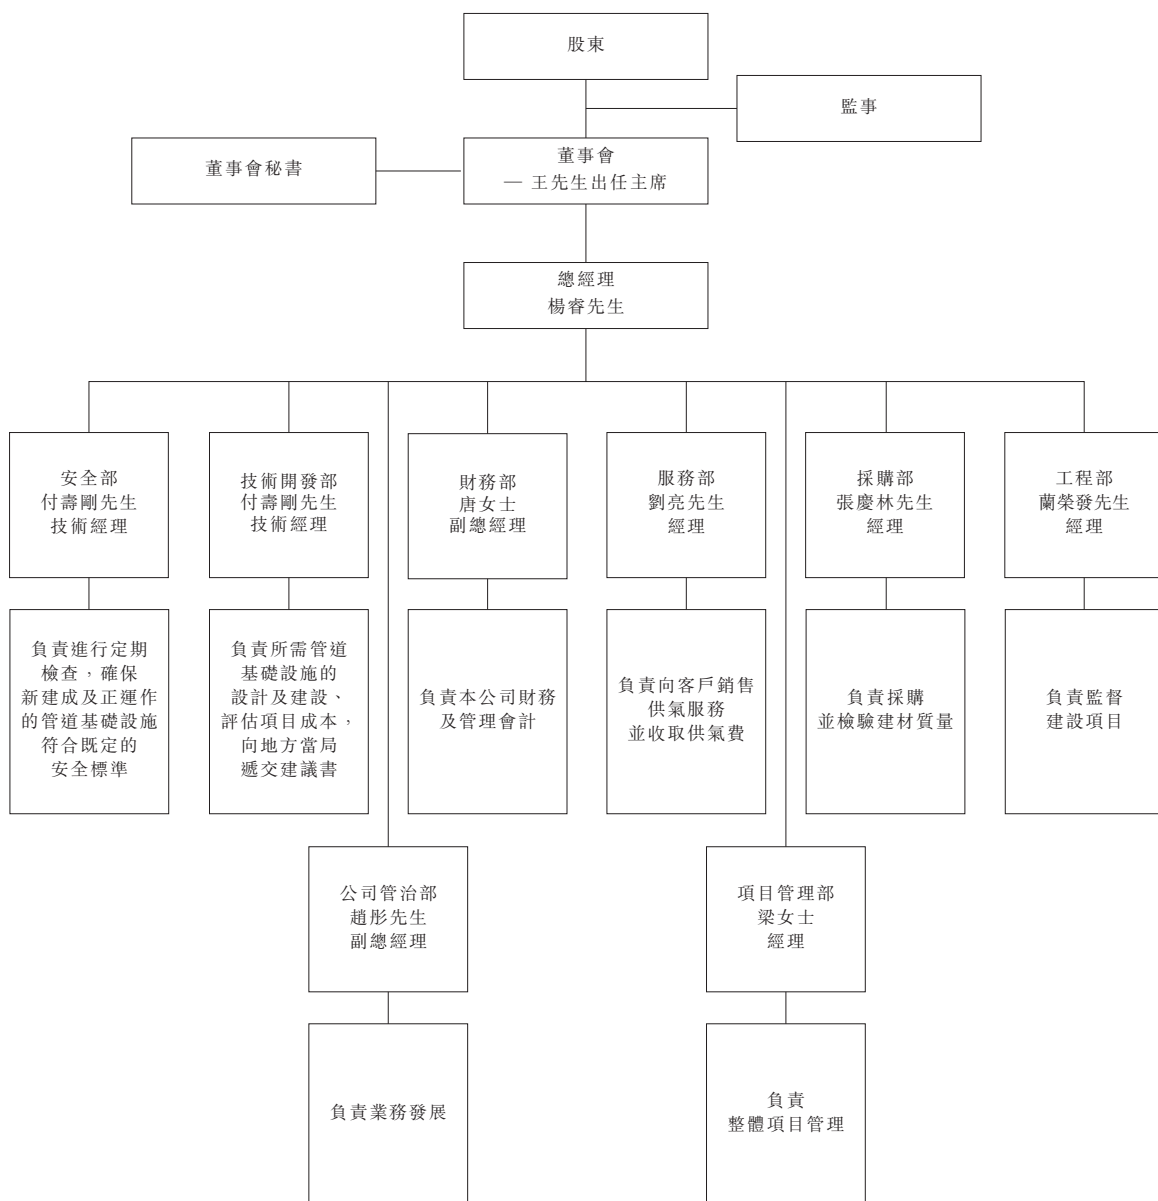 股東
監事
董事會秘書
董事會
— 王先生出任主席
總經理
楊睿先生
安全部
付壽剛先生
技術經理
技術開發部
付壽剛先生
技術經理
財務部
唐女士
副總經理
服務部
劉亮先生
經理
採購部
張慶林先生
經理
工程部
蘭榮發先生
經理
負責進行定期
檢查，確保
新建成及正運作
的管道基礎設施
符合既定的
安全標準
負責所需管道
基礎設施的
設計及建設、
評估項目成本，
向地方當局
遞交建議書
負責本公司財務
及管理會計
負責向客戶銷售
供氣服務
並收取供氣費
負責採購
並檢驗建材質量
負責監督
建設項目
公司管治部
趙彤先生
副總經理
項目管理部
梁女士
經理
負責業務發展
負責
整體項目管理